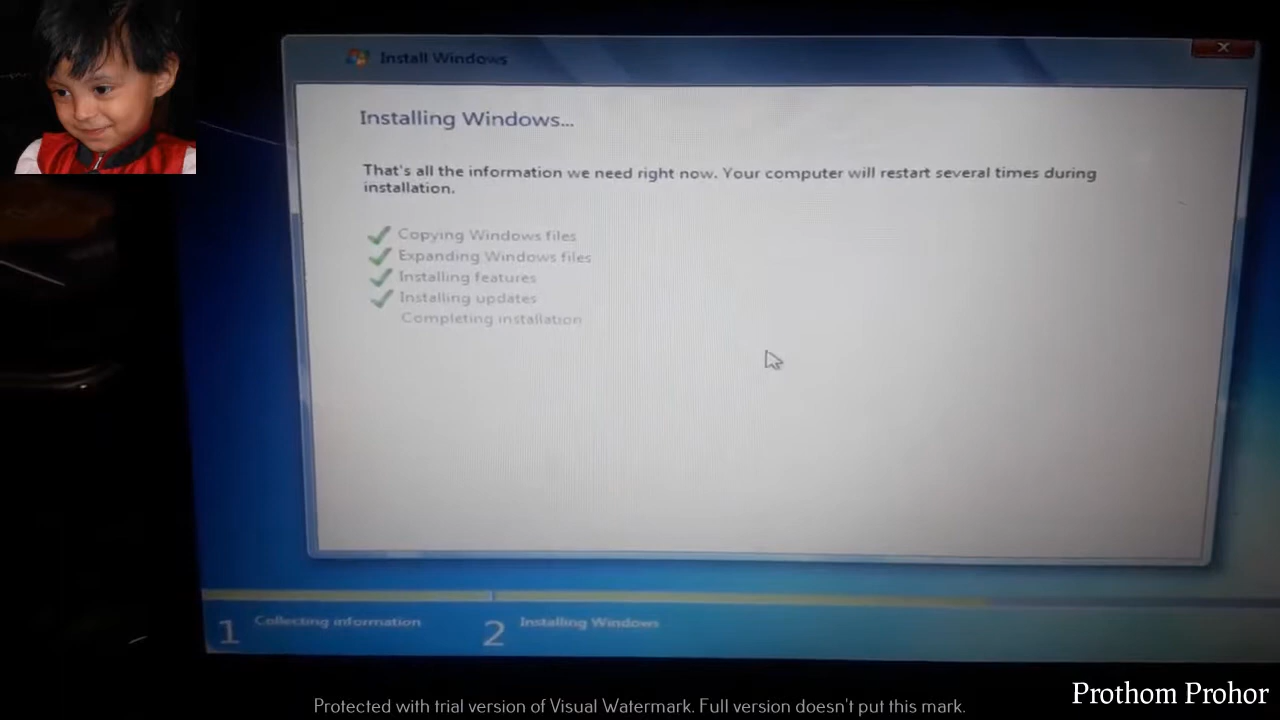 Install Windows
Installing Windows...
That's all the information we need right now. Your computer will restart several times during
installation.
Copying Windows files
Expanding Windows files
Installing features
Installing updates
Completing installation
1 Collecting information
2 Installing Windows
Prothom Prohor
Protected with trial version of Visual Watermark. Full version doesn't put this mark.